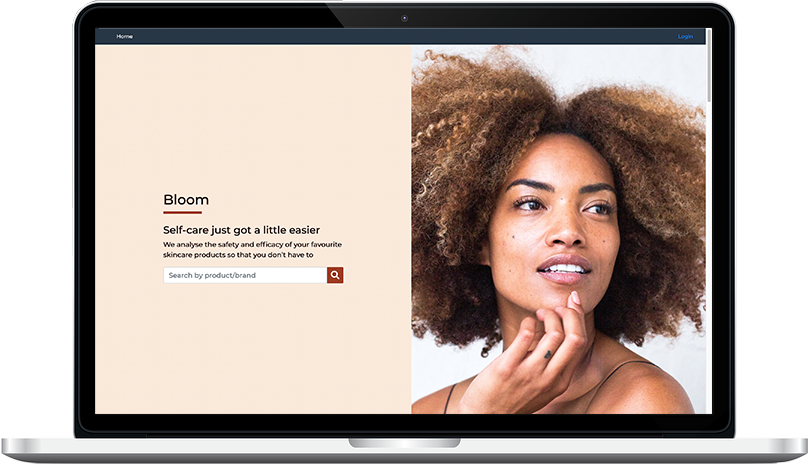 Home
Login
Bloom
Self-care just got a little easier
We analyse the safety and efficacy of your favourite
skincare products so that you don't have to
Search by product/brand